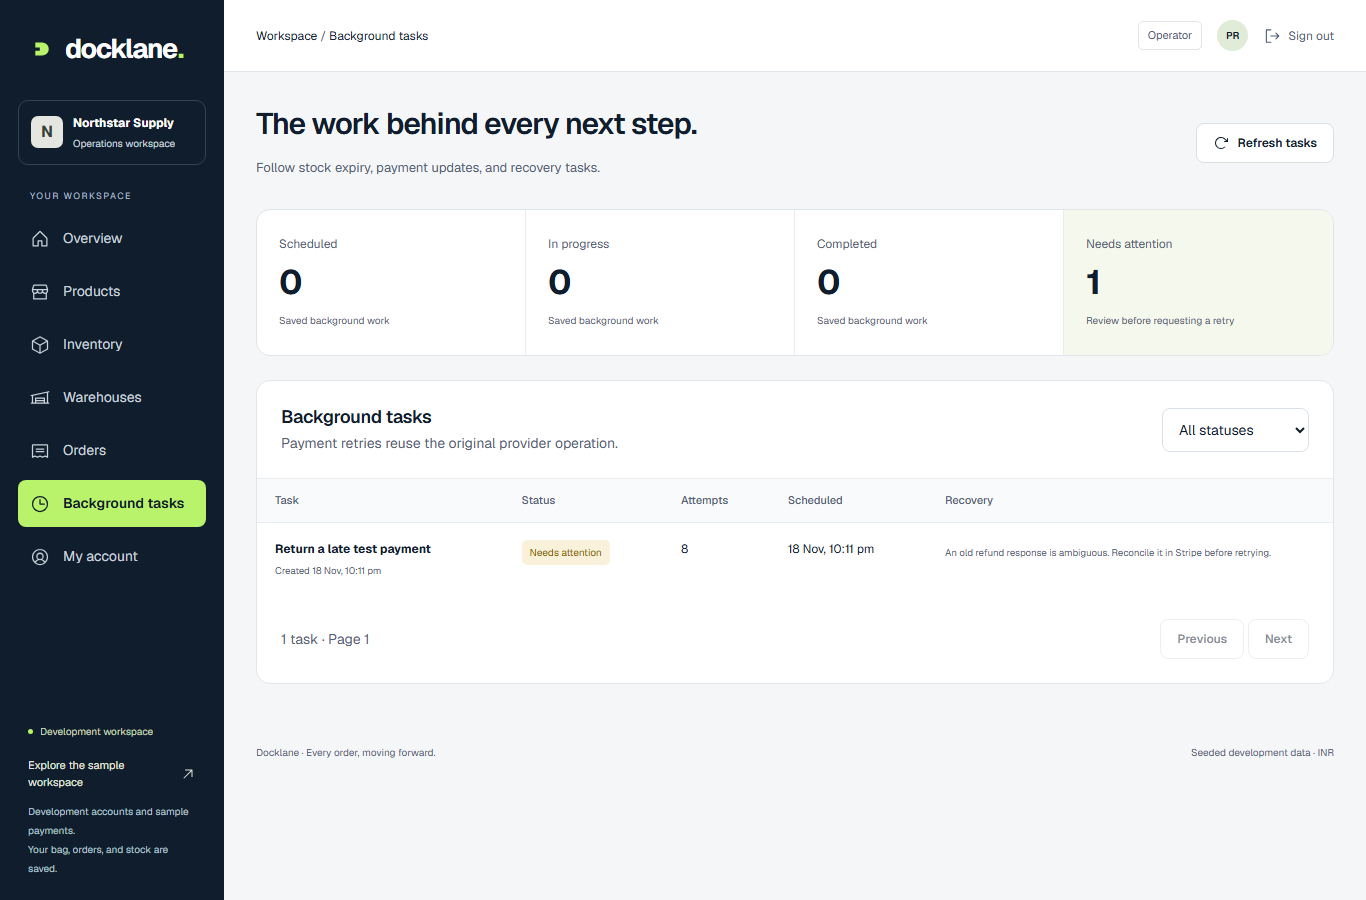 docklane.
N
Northstar Supply
Operations workspace
YOUR WORKSPACE
Overview
Products
Inventory
Warehouses
Orders
Background tasks
My account
Development workspace
Explore the sample
workspace
Development accounts and sample
payments.
Your bag, orders, and stock are
saved.
Workspace / Background tasks
Operator
PR
Sign out
The work behind every next step.
Follow stock expiry, payment updates, and recovery tasks.
Refresh tasks
Scheduled
0
Saved background work
In progress
0
Saved background work
Completed
0
Saved background work
Needs attention
1
Review before requesting a retry
Background tasks
Payment retries reuse the original provider operation.
All statuses
Task Status Attempts Scheduled Recovery
Return a late test payment Needs attention 8 18 Nov, 10:11 pm An old refund response is ambiguous. Reconcile it in Stripe before retrying.
Created 18 Nov, 10:11 pm
1 task · Page 1
Previous
Next
Docklane · Every order, moving forward.
Seeded development data · INR